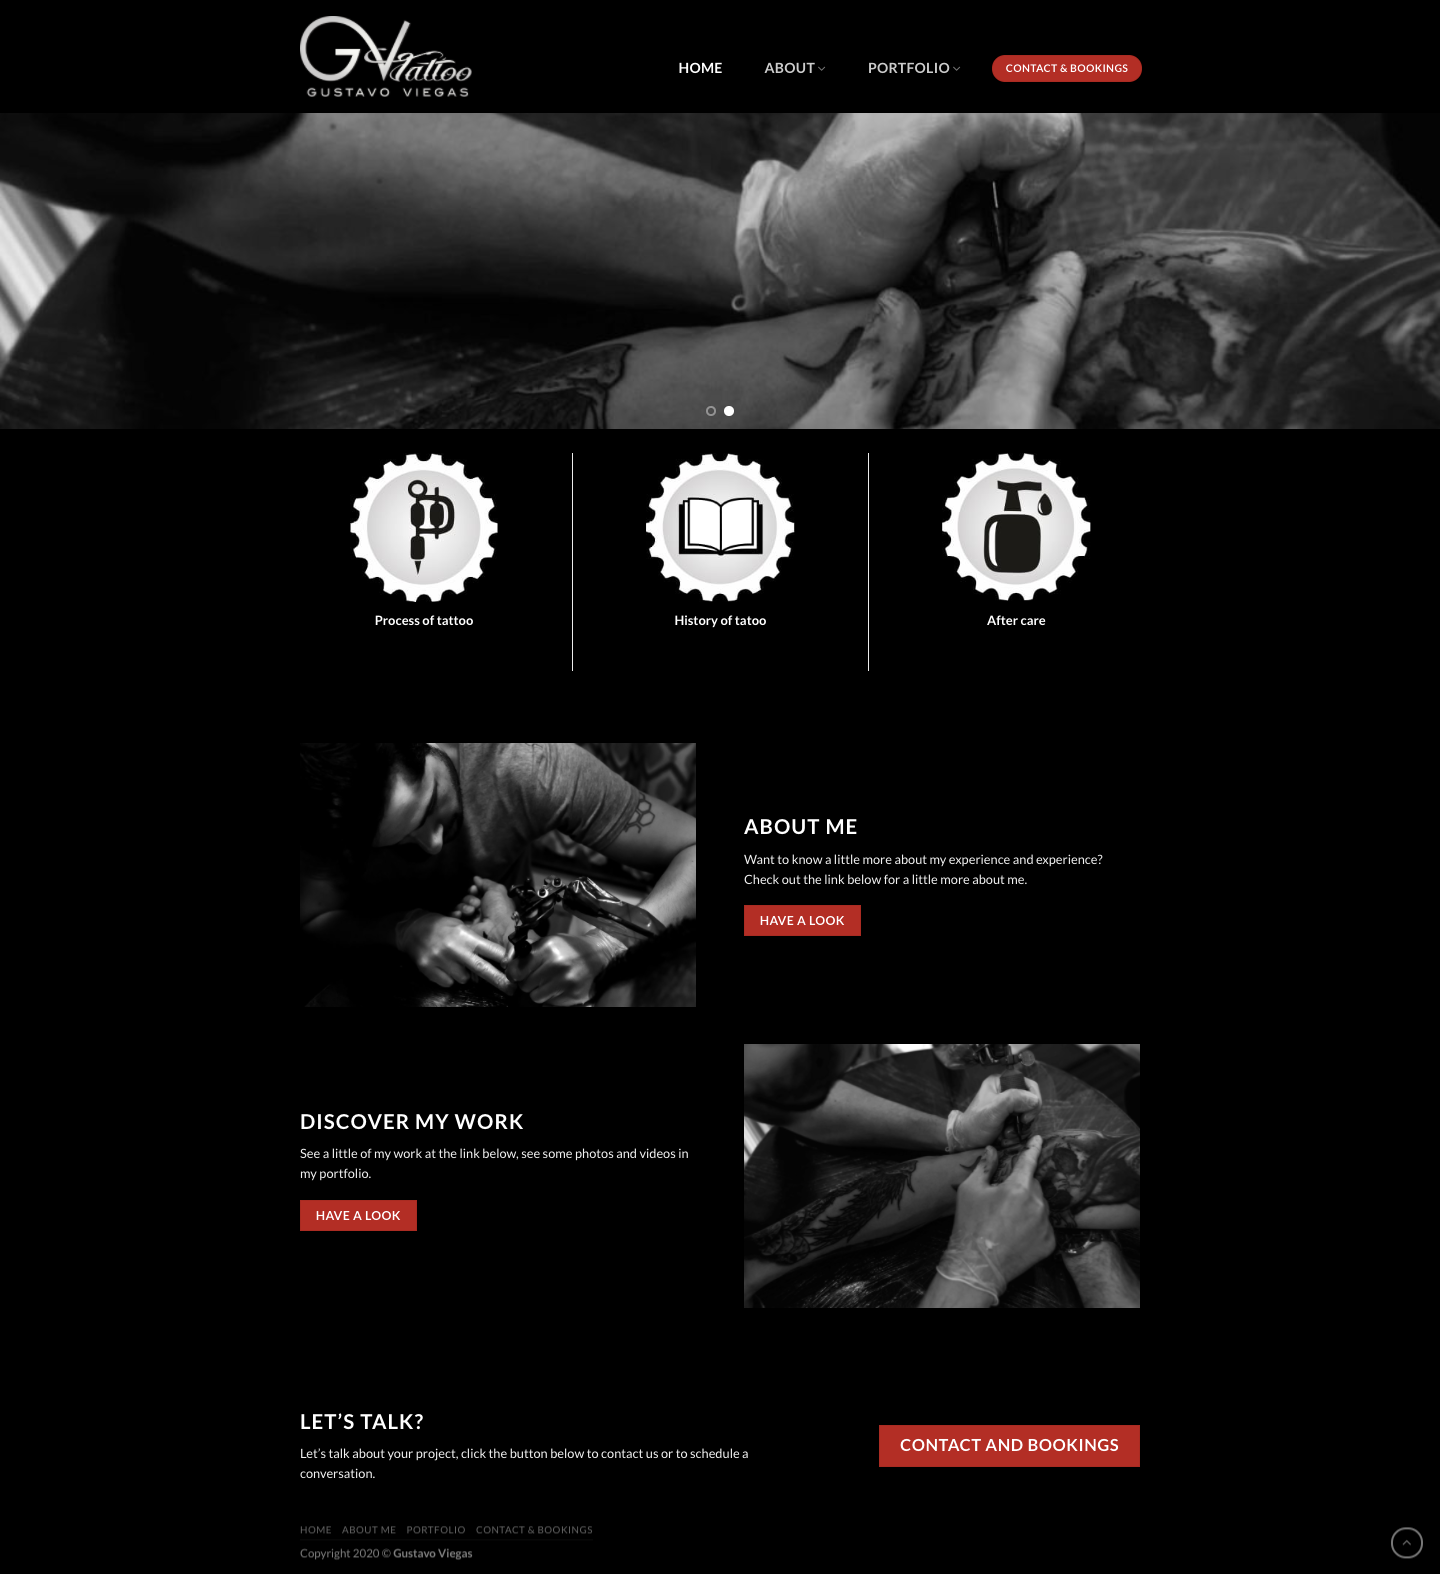 GV tattoo
GUSTAVO VIEGAS
HOME ABOUT PORTFOLIO CONTACT & BOOKINGS
Process of tattoo
History of tatoo
After care
ABOUT ME
Want to know a little more about my experience and experience?
Check out the link below for a little more about me.
HAVE A LOOK
DISCOVER MY WORK
See a little of my work at the link below, see some photos and videos in
my portfolio.
HAVE A LOOK
LET’S TALK?
Let’s talk about your project, click the button below to contact us or to schedule a
conversation.
CONTACT AND BOOKINGS
HOME ABOUT ME PORTFOLIO CONTACT & BOOKINGS
Copyright 2020 © Gustavo Viegas